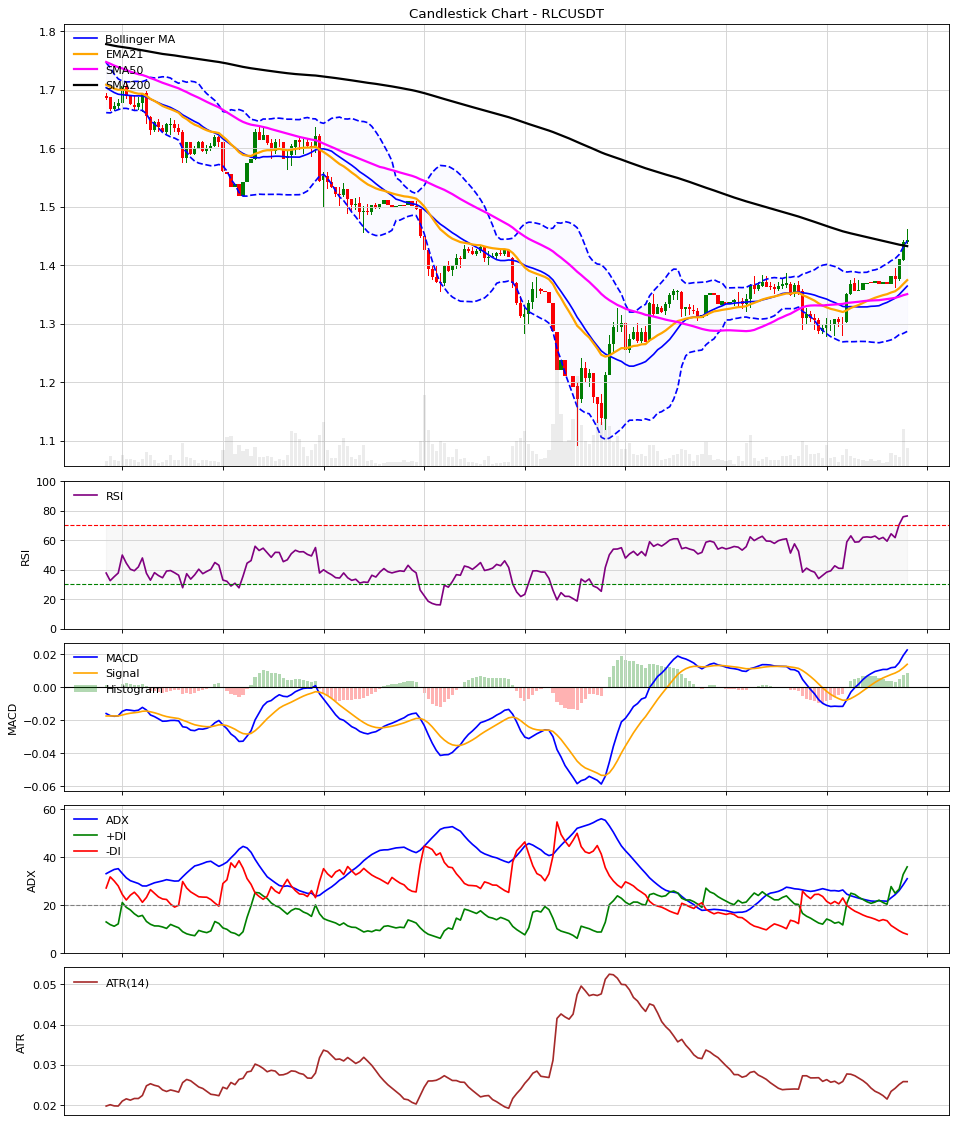 Candlestick Chart - RLCUSDT
Bollinger MA
EMA21
SMA50
SMA200
1.8
1.7
1.6
1.5
1.4
1.3
1.2
1.1
RSI
100
80
60
40
20
0
RSI
MACD
Signal
Histogram
0.02
0.00
−0.02
−0.04
−0.06
MACD
ADX
+DI
-DI
60
40
20
0
ADX
ATR(14)
0.05
0.04
0.03
0.02
ATR